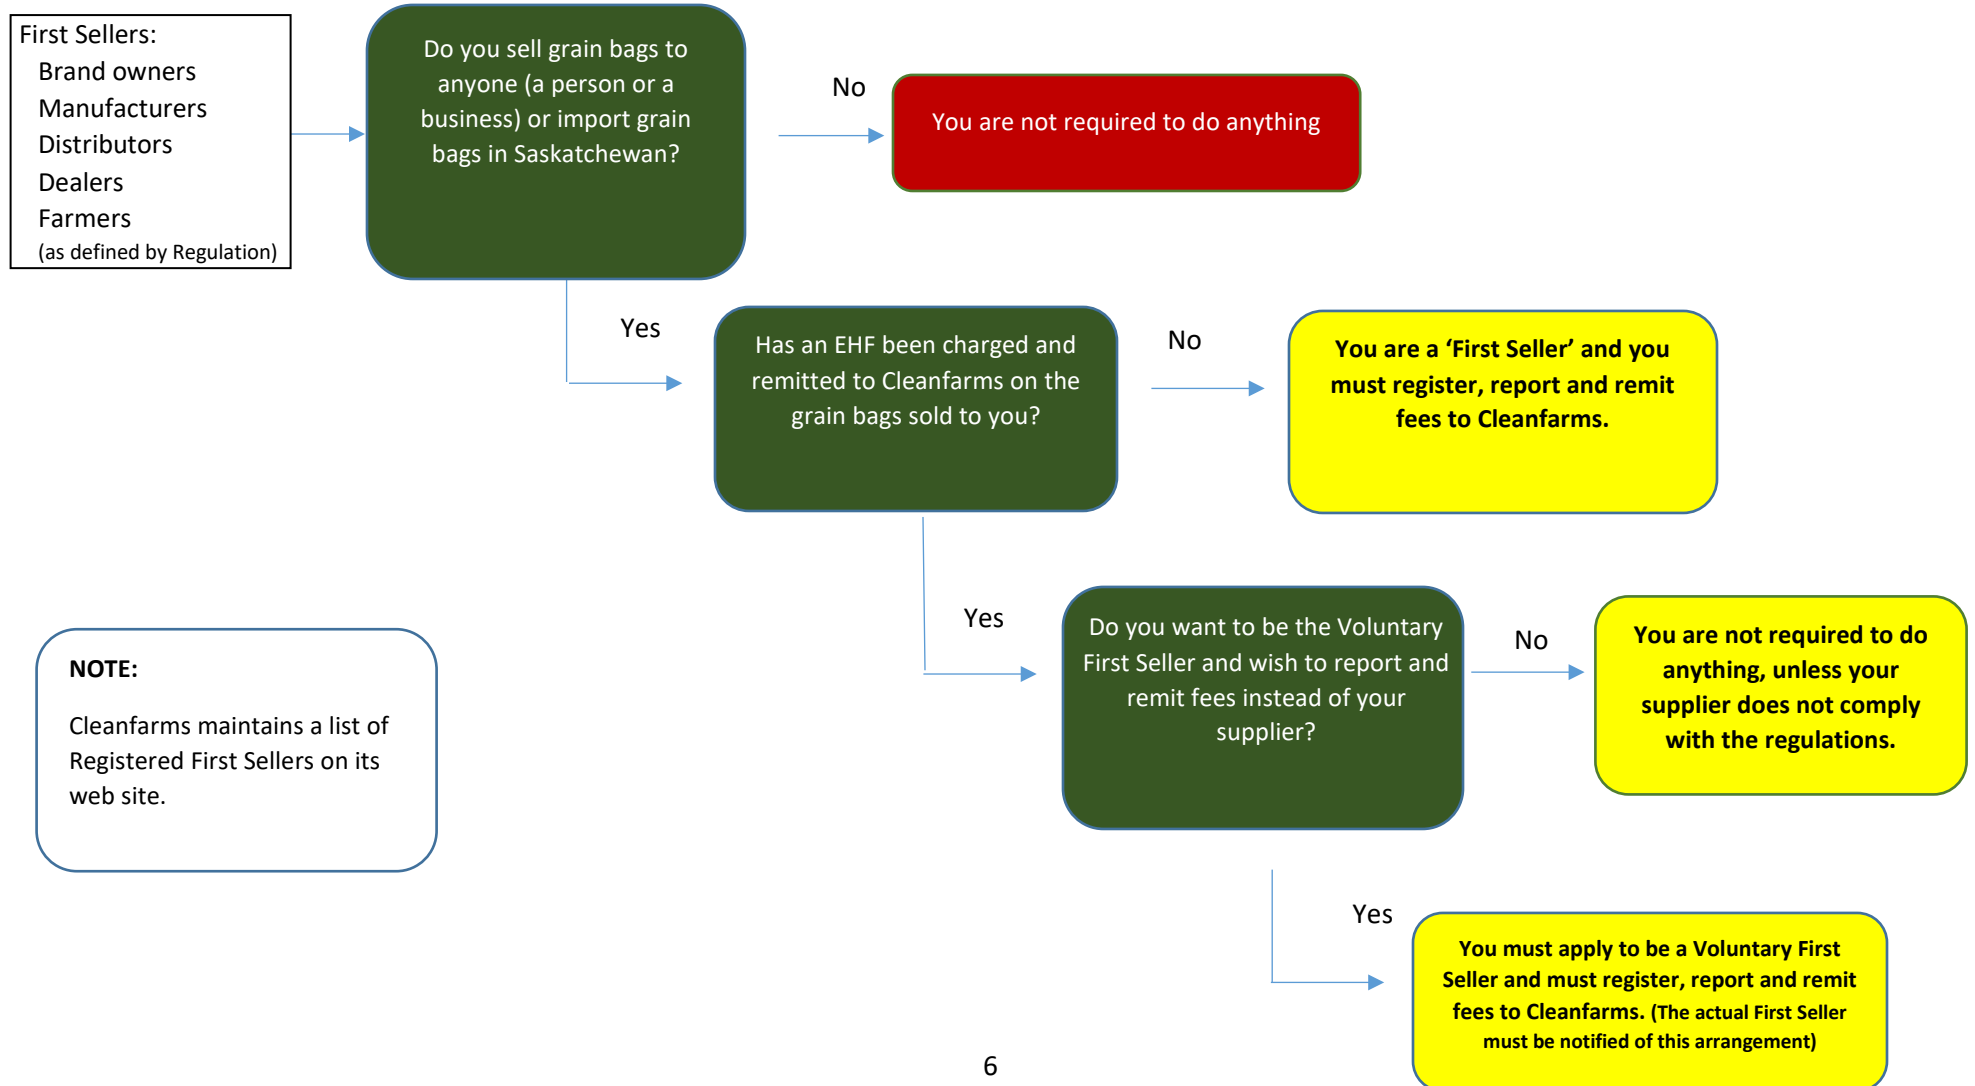 First Sellers:
Brand owners
Manufacturers
Distributors
Dealers
Farmers
(as defined by Regulation)
Do you sell grain bags to
anyone (a person or a
business) or import grain
bags in Saskatchewan?
No
You are not required to do anything
Yes
Has an EHF been charged and
remitted to Cleanfarms on the
grain bags sold to you?
No
You are a ‘First Seller’ and you
must register, report and remit
fees to Cleanfarms.
Yes
Do you want to be the Voluntary
First Seller and wish to report and
remit fees instead of your
supplier?
No
You are not required to do
anything, unless your
supplier does not comply
with the regulations.
NOTE:
Cleanfarms maintains a list of
Registered First Sellers on its
web site.
Yes
You must apply to be a Voluntary First
Seller and must register, report and remit
fees to Cleanfarms. (The actual First Seller
must be notified of this arrangement)
6